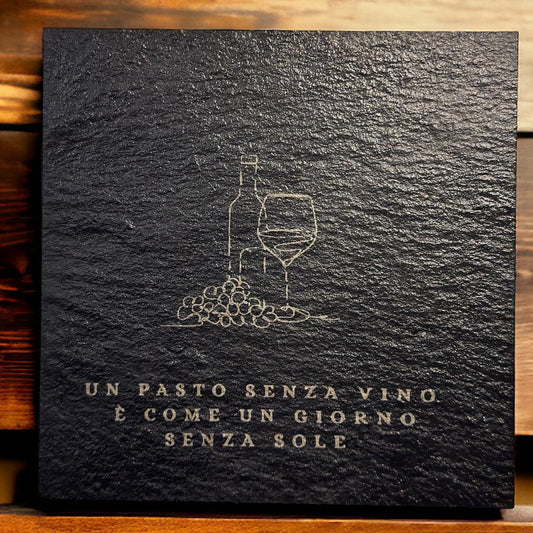 UN PASTO SENZA VINO
È COME UN GIORNO
SENZA SOLE